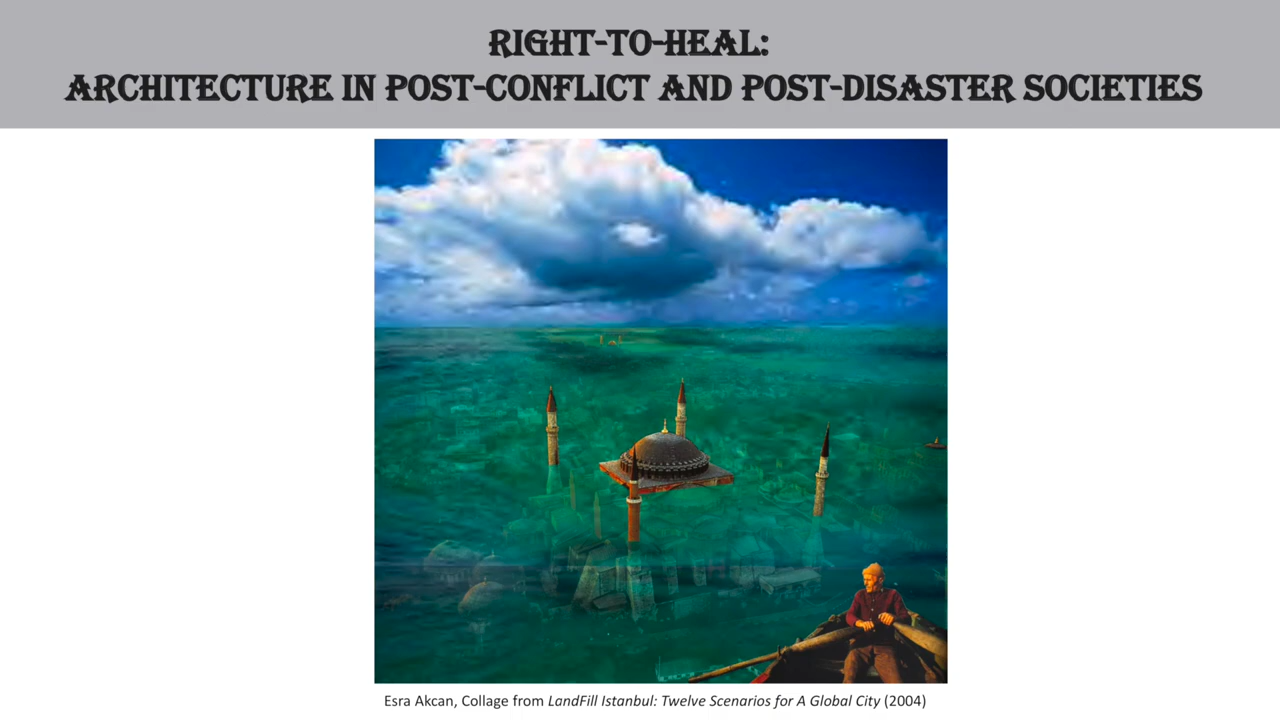 RIGHT-TO-HEAL:
ARCHITECTURE IN POST-CONFLICT AND POST-DISASTER SOCIETIES
Esra Akcan, Collage from LandFill Istanbul: Twelve Scenarios for A Global City (2004)